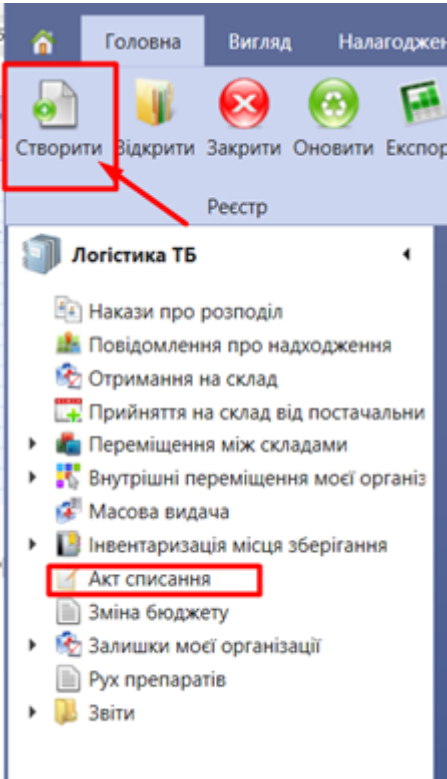 Головна Вигляд Налагоджен
Створити Відкрити Закрити Оновити Експор
Реєстр
Логістика ТБ
Накази про розподіл
Повідомлення про надходження
Отримання на склад
Прийняття на склад від постачальни
Переміщення між складами
Внутрішні переміщення моєї організ
Масова видача
Інвентаризація місця зберігання
Акт списання
Зміна бюджету
Залишки моєї організації
Рух препаратів
Звіти